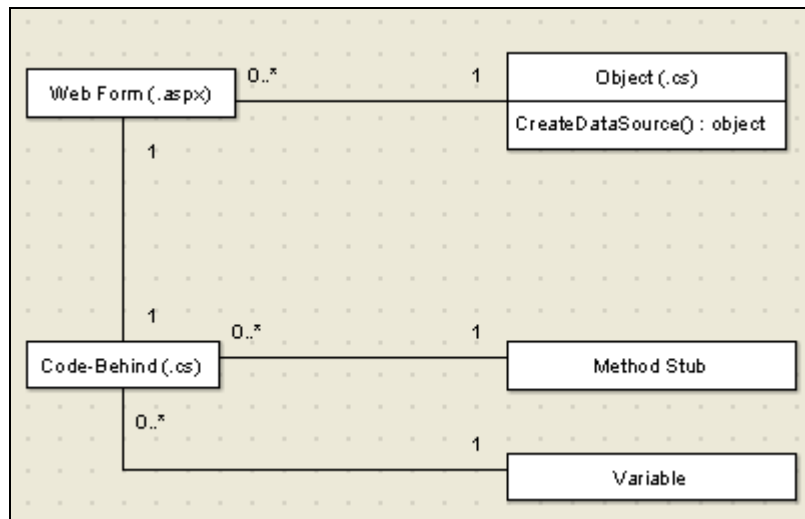 0..* 1 Object (.cs)
Web Form (.aspx)
CreateDataSource() : object
1
1
0..* 1
Code-Behind (.cs) Method Stub
0..*
1
Variable